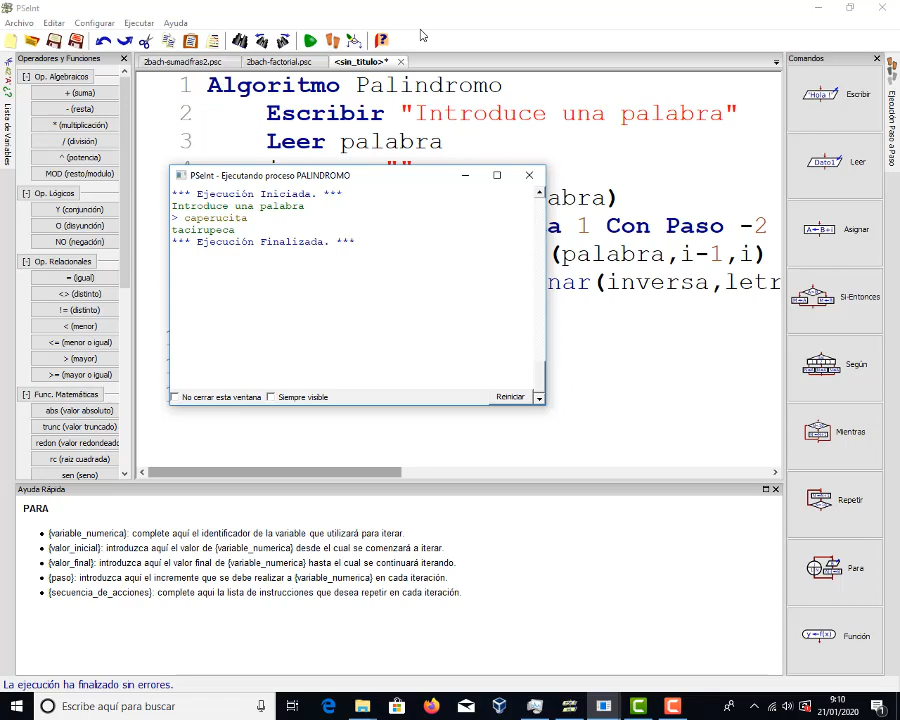 PSeInt
Archivo Editar Configurar Ejecutar Ayuda
Operadores y Funciones
2bach-sumacifras2.psc 2bach-factorial.psc <sin_titulo>*
Comandos
Lista de Variables
[-] Op. Algebraicos
+ (suma)
- (resta)
* (multiplicación)
/ (división)
^ (potencia)
MOD (resto/modulo)
[-] Op. Lógicos
Y (conjunción)
O (disyunción)
NO (negación)
[-] Op. Relacionales
= (igual)
<> (distinto)
!= (distinto)
< (menor)
<= (menor o igual)
> (mayor)
>= (mayor o igual)
[-] Func. Matemáticas
abs (valor absoluto)
trunc (valor truncado)
redon (valor redondeado
rc (raiz cuadrada)
sen (seno)
1 Algoritmo Palindromo
2 Escribir "Introduce una palabra"
3 Leer palabra
abra)
a 1 Con Paso -2
(palabra,i-1,i)
nar(inversa,letr
PSeInt - Ejecutando proceso PALINDROMO
*** Ejecución Iniciada. ***
Introduce una palabra
> caperucita
tacirupeca
*** Ejecución Finalizada. ***
No cerrar esta ventana Siempre visible Reiniciar
Escribir
Leer
Asignar
Si-Entonces
Según
Mientras
Repetir
Para
Función
Ejecución Paso a Paso
Ayuda Rápida
PARA
{variable_numerica}: complete aquí el identificador de la variable que utilizará para iterar.
{valor_inicial}: introduzca aquí el valor de {variable_numerica} desde el cual se comenzará a iterar.
{valor_final}: introduzca aquí el valor final de {variable_numerica} hasta el cual se continuará iterando.
{paso}: introduzca aquí el incremento que se debe realizar a {variable_numerica} en cada iteración.
{secuencia_de_acciones}: complete aqui la lista de instrucciones que desea repetir en cada iteración.
La ejecución ha finalizado sin errores.
Escribe aquí para buscar
9:10
21/01/2020